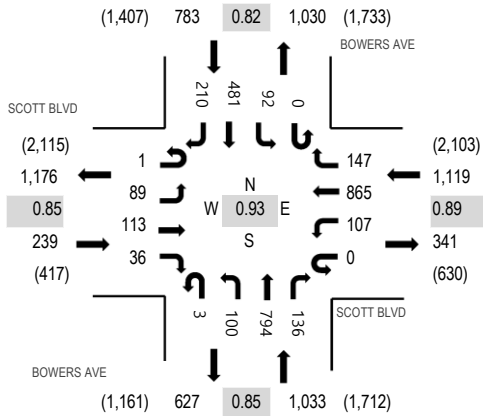 (1,407) 783 0.82 1,030 (1,733)
BOWERS AVE
SCOTT BLVD
210 481 92 0
(2,115)
1,176
0.85
239
(417)
1
89
113
36
N
W 0.93 E
S
147
865
107
0
(2,103)
1,119
0.89
341
(630)
3 100 794 136
SCOTT BLVD
BOWERS AVE
(1,161) 627 0.85 1,033 (1,712)